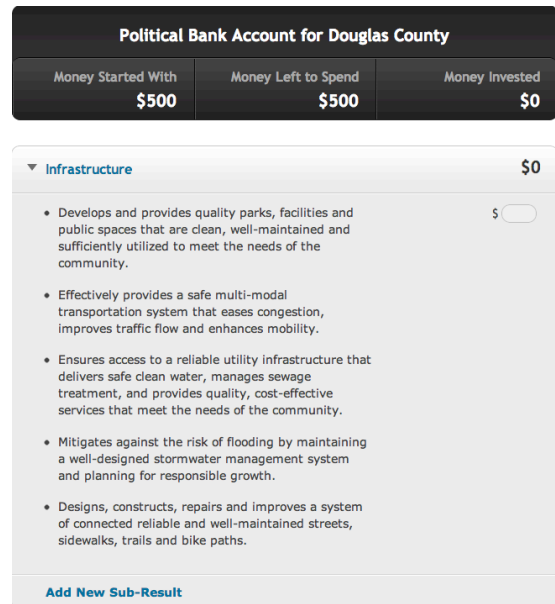 Political Bank Account for Douglas County
Money Started With
$500
Money Left to Spend
$500
Money Invested
$0
Infrastructure
$0
• Develops and provides quality parks, facilities and
public spaces that are clean, well-maintained and
sufficiently utilized to meet the needs of the
community.
$
• Effectively provides a safe multi-modal
transportation system that eases congestion,
improves traffic flow and enhances mobility.
• Ensures access to a reliable utility infrastructure that
delivers safe clean water, manages sewage
treatment, and provides quality, cost-effective
services that meet the needs of the community.
• Mitigates against the risk of flooding by maintaining
a well-designed stormwater management system
and planning for responsible growth.
• Designs, constructs, repairs and improves a system
of connected reliable and well-maintained streets,
sidewalks, trails and bike paths.
Add New Sub-Result